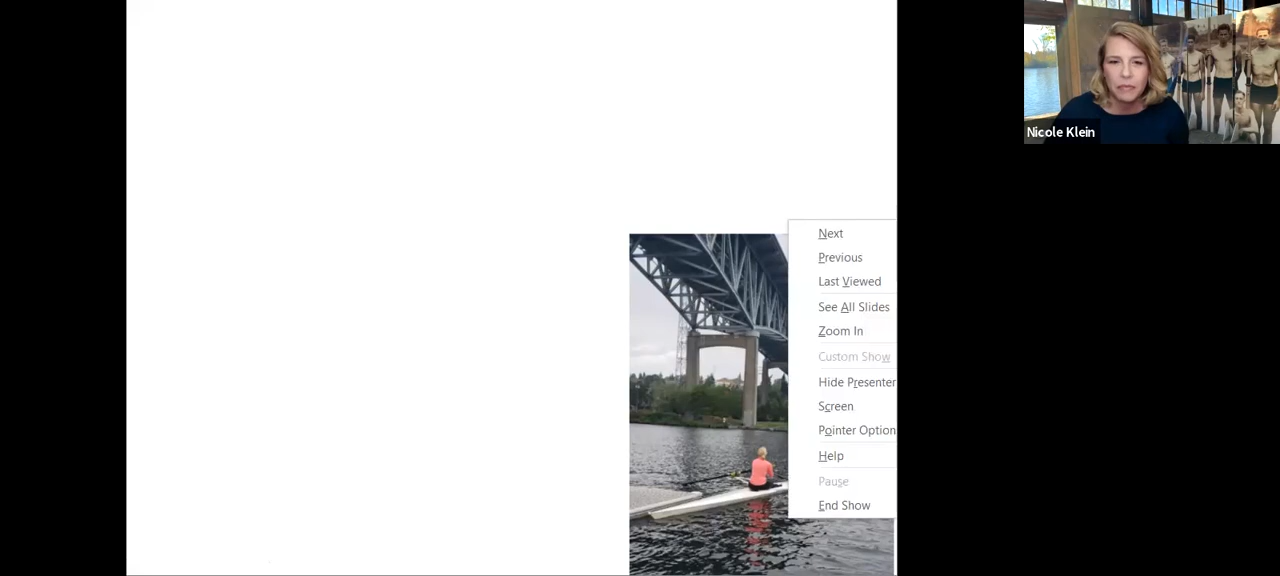 Nicole Klein
Next
Previous
Last Viewed
See All Slides
Zoom In
Custom Show
Hide Presenter
Screen
Pointer Option
Help
Pause
End Show